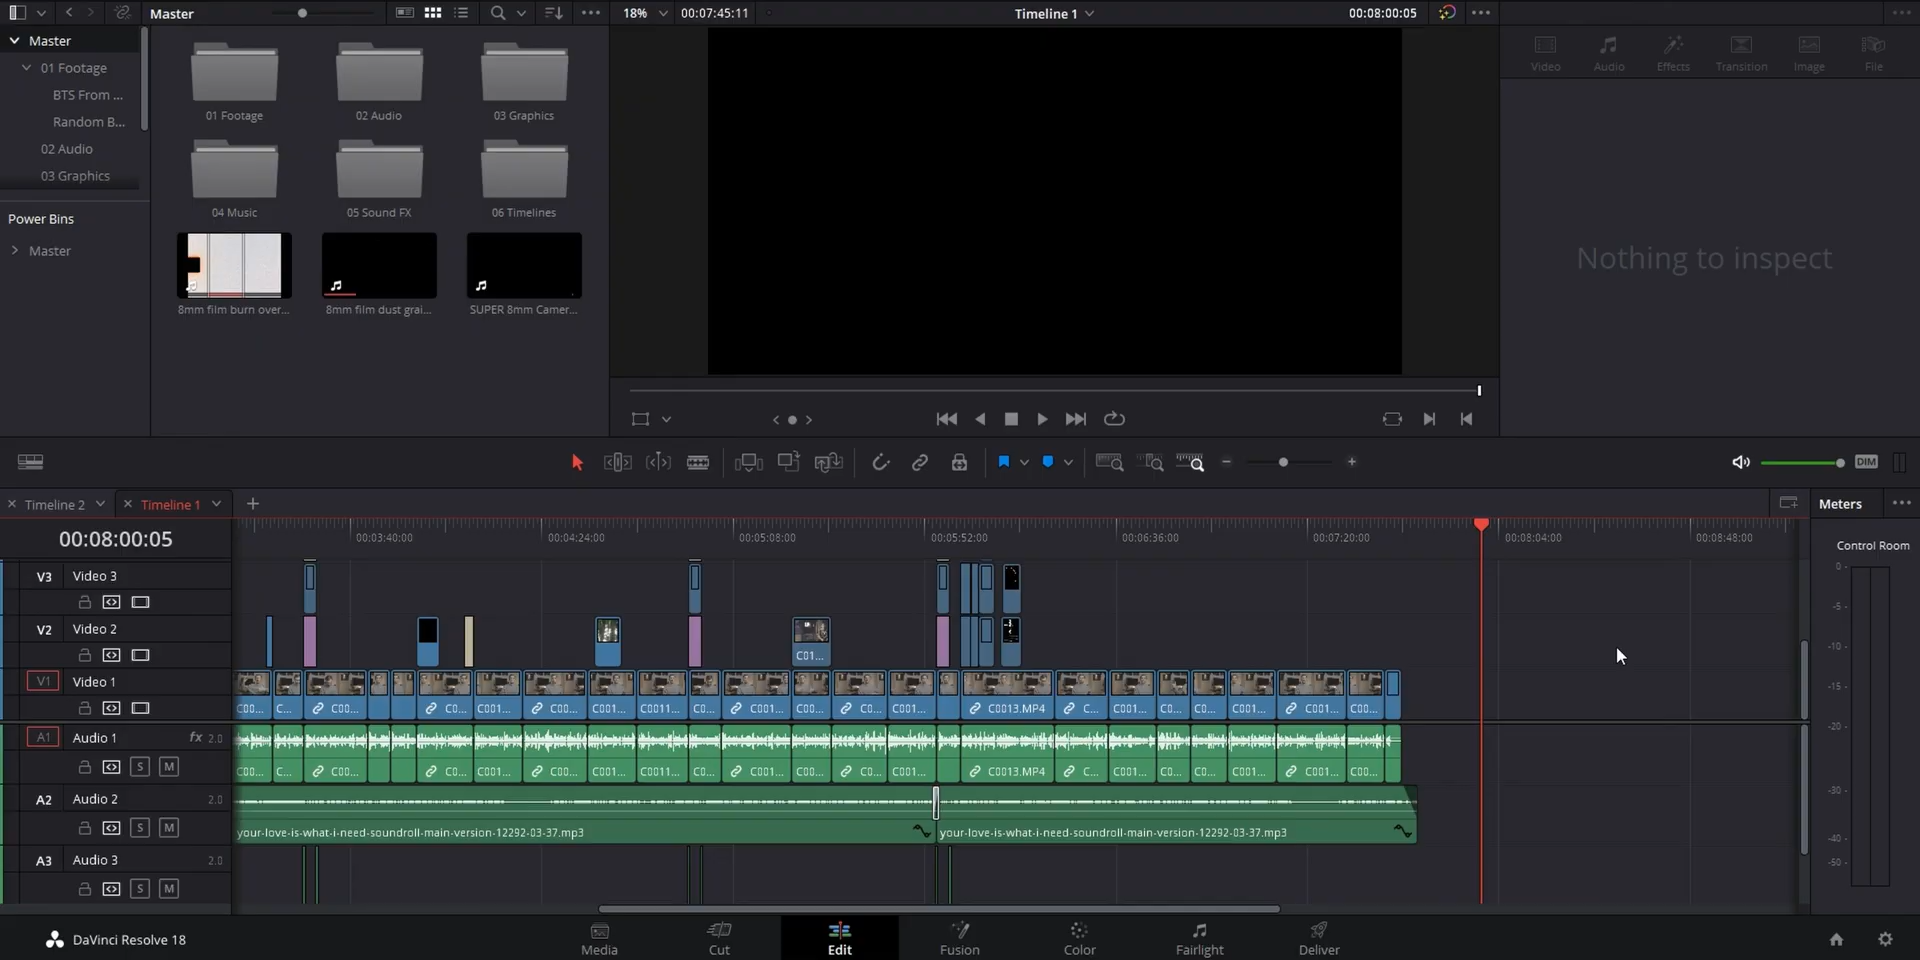 Master
18%
00:07:45:11
Timeline 1
00:08:00:05
Master
01 Footage
BTS From ...
Random B...
02 Audio
03 Graphics
Power Bins
Master
01 Footage
02 Audio
03 Graphics
04 Music
05 Sound FX
06 Timelines
8mm film burn over...
8mm film dust grai...
SUPER 8mm Camer...
Video
Audio
Effects
Transition
Image
File
Nothing to inspect
DIM
Timeline 2
Timeline 1
Meters
00:08:00:05
00:03:40:00
00:04:24:00
00:05:08:00
00:05:52:00
00:06:36:00
00:07:20:00
00:08:04:00
00:08:48:00
Control Room
V3 Video 3
V2 Video 2
C01...
V1 Video 1
C00... C... C00... C0... C001... C00... C001... C0011... C0... C00... C0... C0... C001... C0013.MP4 C... C001... C0... C0... C001... C001... C00...
A1 Audio 1 fx 2.0
S M
C00... C... C00... C0... C001... C00... C001... C0011... C0... C00... C0... C0... C001... C0013.MP4 C... C001... C0... C0... C001... C001... C00...
A2 Audio 2 2.0
S M
your-love-is-what-i-need-soundroll-main-version-12292-03-37.mp3
your-love-is-what-i-need-soundroll-main-version-12292-03-37.mp3
A3 Audio 3 2.0
S M
0
-5
-10
-15
-20
-30
-40
-50
DaVinci Resolve 18
Media
Cut
Edit
Fusion
Color
Fairlight
Deliver